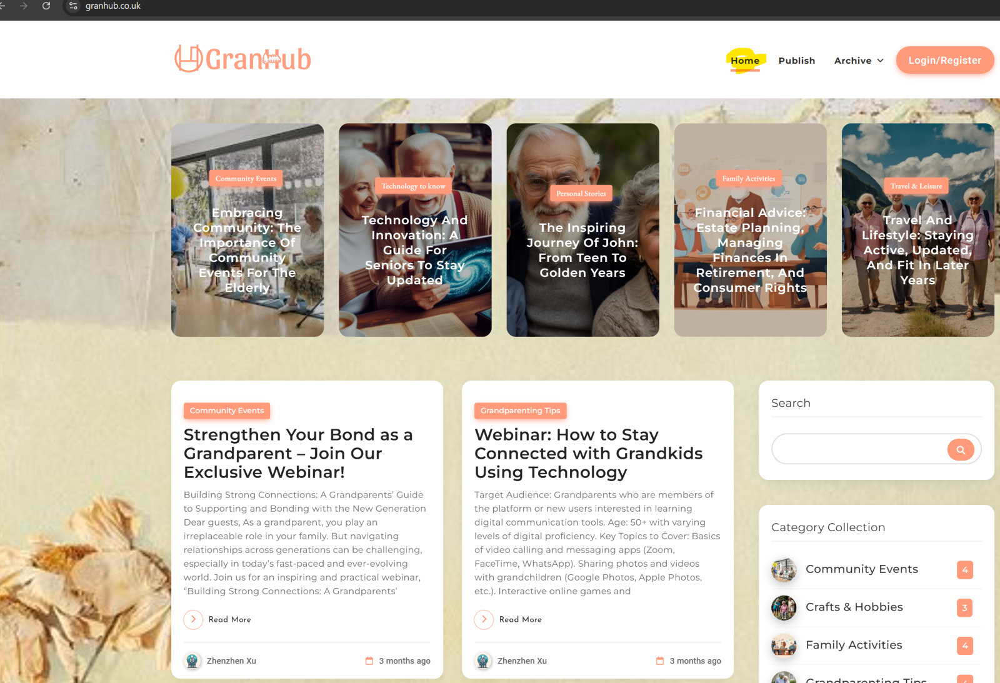 granhub.co.uk
GranHub
Home
Publish
Archive
Login/Register
Community Events
Embracing
Community: The
Importance Of
Community
Events For The
Elderly
Technology to know
Technology And
Innovation: A
Guide For
Seniors To Stay
Updated
Personal Stories
The Inspiring
Journey Of John:
From Teen To
Golden Years
Family Activities
Financial Advice:
Estate Planning,
Managing
Finances In
Retirement, And
Consumer Rights
Travel & Leisure
Travel And
Lifestyle: Staying
Active, Updated,
And Fit In Later
Years
Community Events
Strengthen Your Bond as a
Grandparent – Join Our
Exclusive Webinar!
Building Strong Connections: A Grandparents’ Guide
to Supporting and Bonding with the New Generation
Dear guests, As a grandparent, you play an
irreplaceable role in your family. But navigating
relationships across generations can be challenging,
especially in today’s fast-paced and ever-evolving
world. Join us for an inspiring and practical webinar,
“Building Strong Connections: A Grandparents’
Read More
Zhenzhen Xu
3 months ago
Grandparenting Tips
Webinar: How to Stay
Connected with Grandkids
Using Technology
Target Audience: Grandparents who are members of
the platform or new users interested in learning
digital communication tools. Age: 50+ with varying
levels of digital proficiency. Key Topics to Cover: Basics
of video calling and messaging apps (Zoom,
FaceTime, WhatsApp). Sharing photos and videos
with grandchildren (Google Photos, Apple Photos,
etc.). Interactive online games and
Read More
Zhenzhen Xu
3 months ago
Search
Category Collection
Community Events 4
Crafts & Hobbies 3
Family Activities 4
Grandparenting Tips